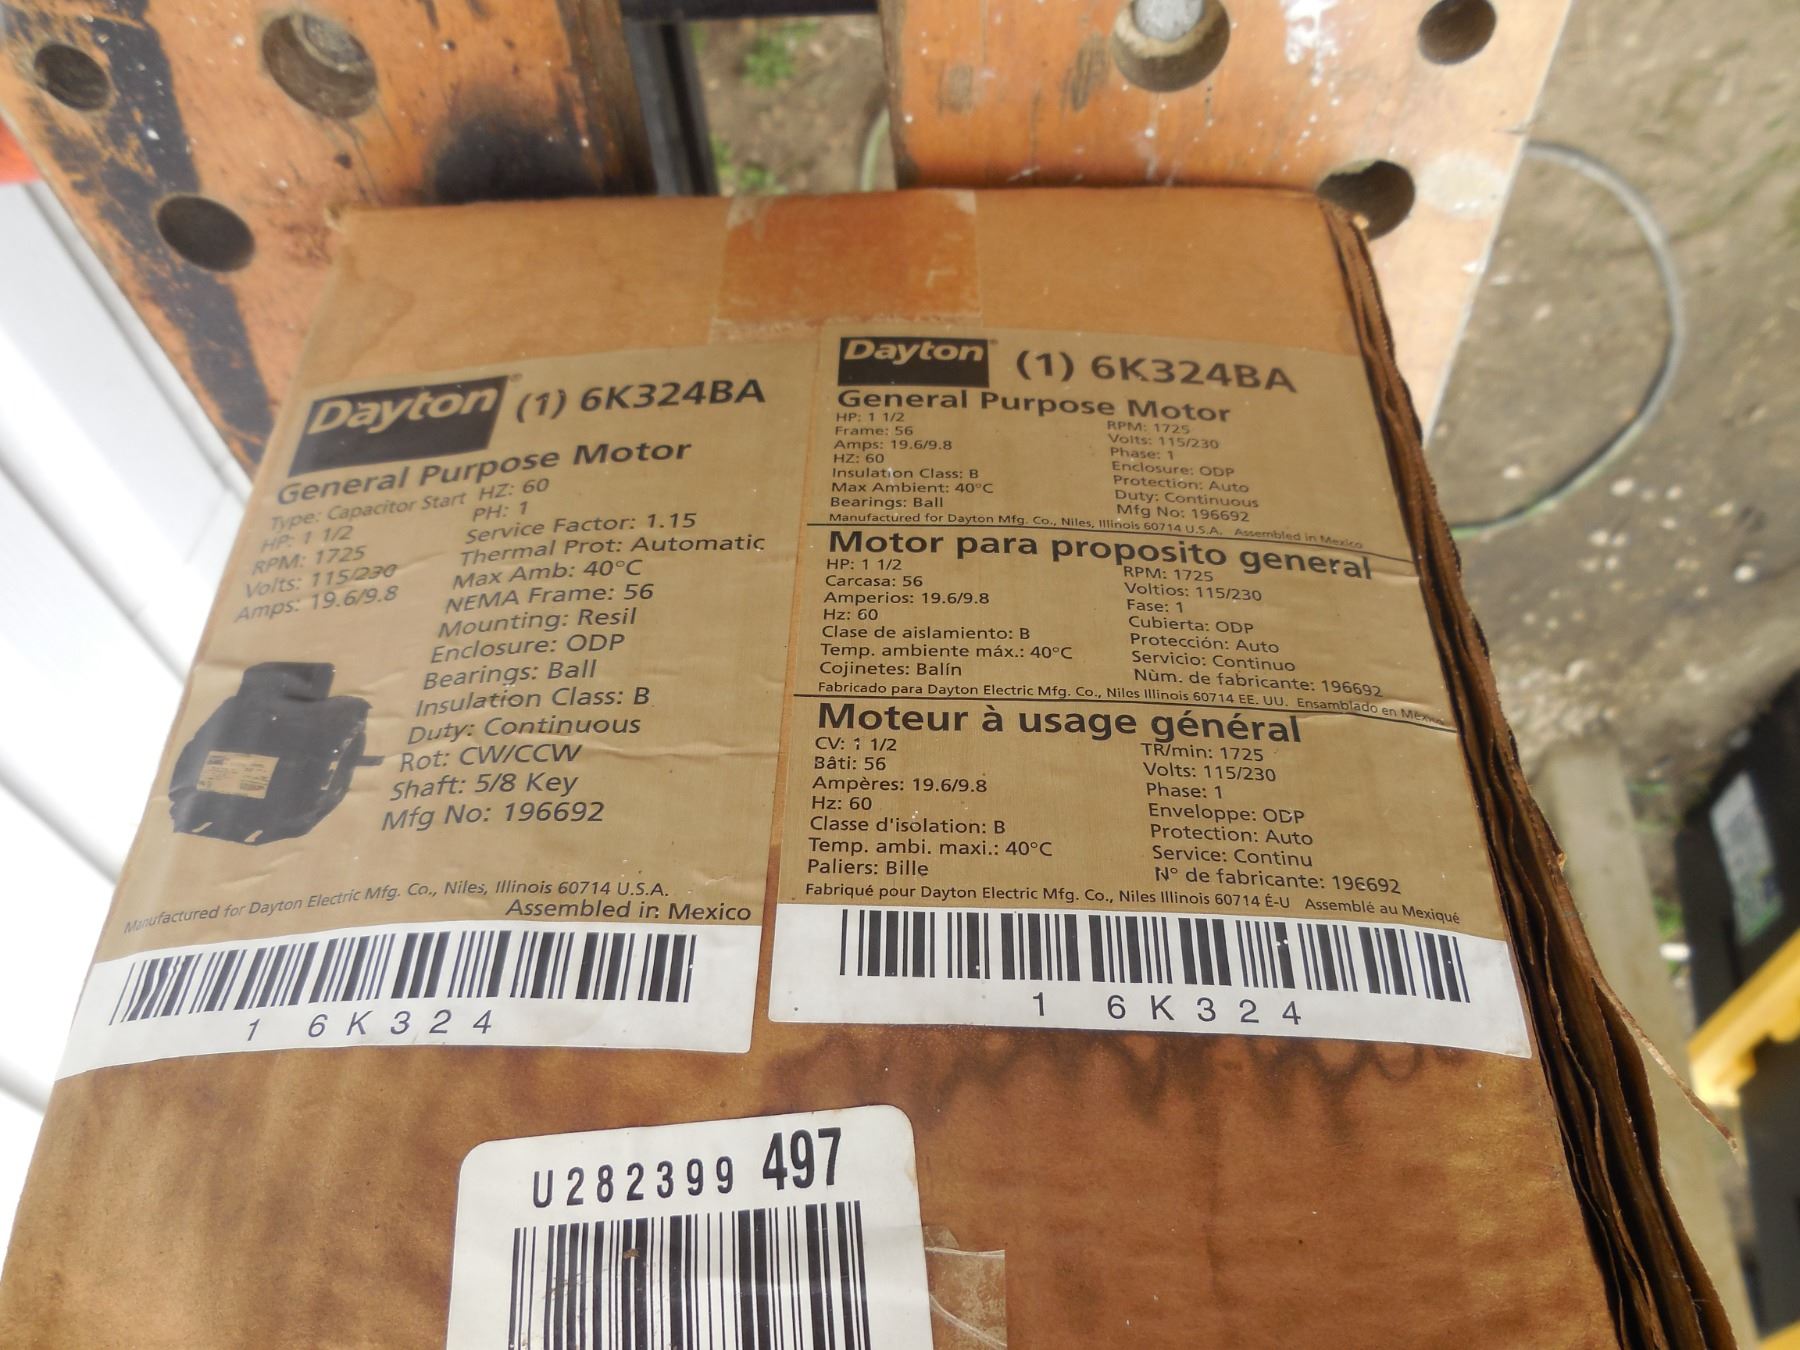 Dayton® (1) 6K324BA
General Purpose Motor
Type: Capacitor Start HZ: 60
HP: 1 1/2 PH: 1
RPM: 1725 Service Factor: 1.15
Volts: 115/230 Thermal Prot: Automatic
Amps: 19.6/9.8 Max Amb: 40°C
NEMA Frame: 56
Mounting: Resil
Enclosure: ODP
Bearings: Ball
Insulation Class: B
Duty: Continuous
Rot: CW/CCW
Shaft: 5/8 Key
Mfg No: 196692
Manufactured for Dayton Electric Mfg. Co., Niles, Illinois 60714 U.S.A.
Assembled in Mexico
1 6K324
Dayton® (1) 6K324BA
General Purpose Motor
HP: 1 1/2 RPM: 1725
Frame: 56 Volts: 115/230
Amps: 19.6/9.8 Phase: 1
HZ: 60 Enclosure: ODP
Insulation Class: B Protection: Auto
Max Ambient: 40°C Duty: Continuous
Bearings: Ball Mfg No: 196692
Manufactured for Dayton Mfg. Co., Niles, Illinois 60714 U.S.A. Assembled in Mexico
Motor para proposito general
HP: 1 1/2 RPM: 1725
Carcasa: 56 Voltios: 115/230
Amperios: 19.6/9.8 Fase: 1
Hz: 60 Cubierta: ODP
Clase de aislamiento: B Protección: Auto
Temp. ambiente máx.: 40°C Servicio: Continuo
Cojinetes: Balín Nùm. de fabricante: 196692
Fabricado para Dayton Electric Mfg. Co., Niles Illinois 60714 EE. UU. Ensamblado en Mexico
Moteur à usage général
CV: 1 1/2 TR/min: 1725
Bâti: 56 Volts: 115/230
Ampères: 19.6/9.8 Phase: 1
Hz: 60 Enveloppe: ODP
Classe d'isolation: B Protection: Auto
Temp. ambi. maxi.: 40°C Service: Continu
Paliers: Bille N° de fabricante: 196692
Fabriqué pour Dayton Electric Mfg. Co., Niles Illinois 60714 É-U Assemblé au Mexiqué
1 6K324
U282399 497